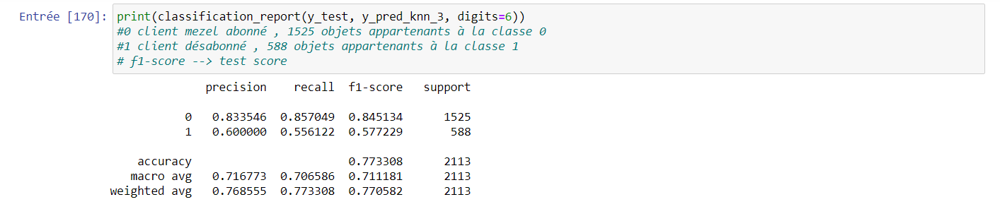 Entrée [170]: print(classification_report(y_test, y_pred_knn_3, digits=6))
#0 client mezel abonné , 1525 objets appartenants à la classe 0
#1 client désabonné , 588 objets appartenants à la classe 1
# f1-score --> test score
precision recall f1-score support
0 0.833546 0.857049 0.845134 1525
1 0.600000 0.556122 0.577229 588
accuracy 0.773308 2113
macro avg 0.716773 0.706586 0.711181 2113
weighted avg 0.768555 0.773308 0.770582 2113